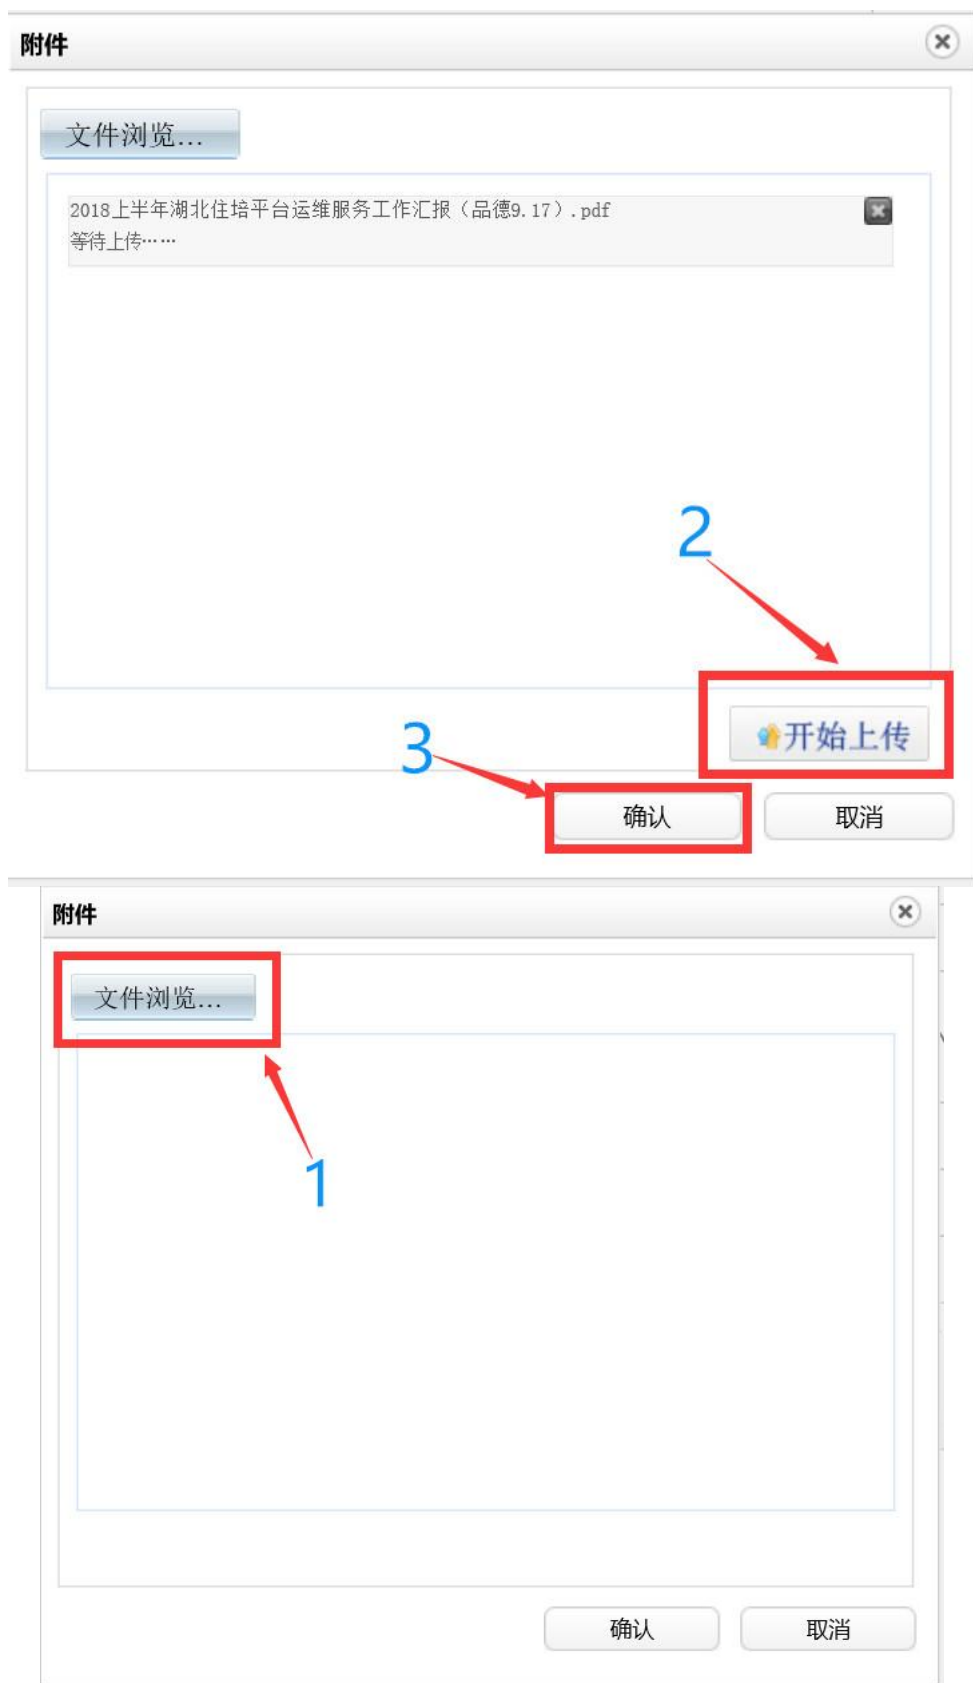 附件
文件浏览...
2018上半年湖北住培平台运维服务工作汇报（品德9.17）.pdf
等待上传……
2
开始上传
3
确认
取消
附件
文件浏览...
1
确认
取消